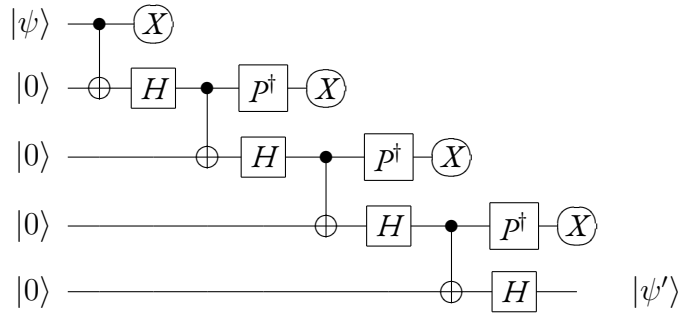 |ψ⟩ X
|0⟩ H P† X
|0⟩ H P† X
|0⟩ H P† X
|0⟩ H |ψ′⟩